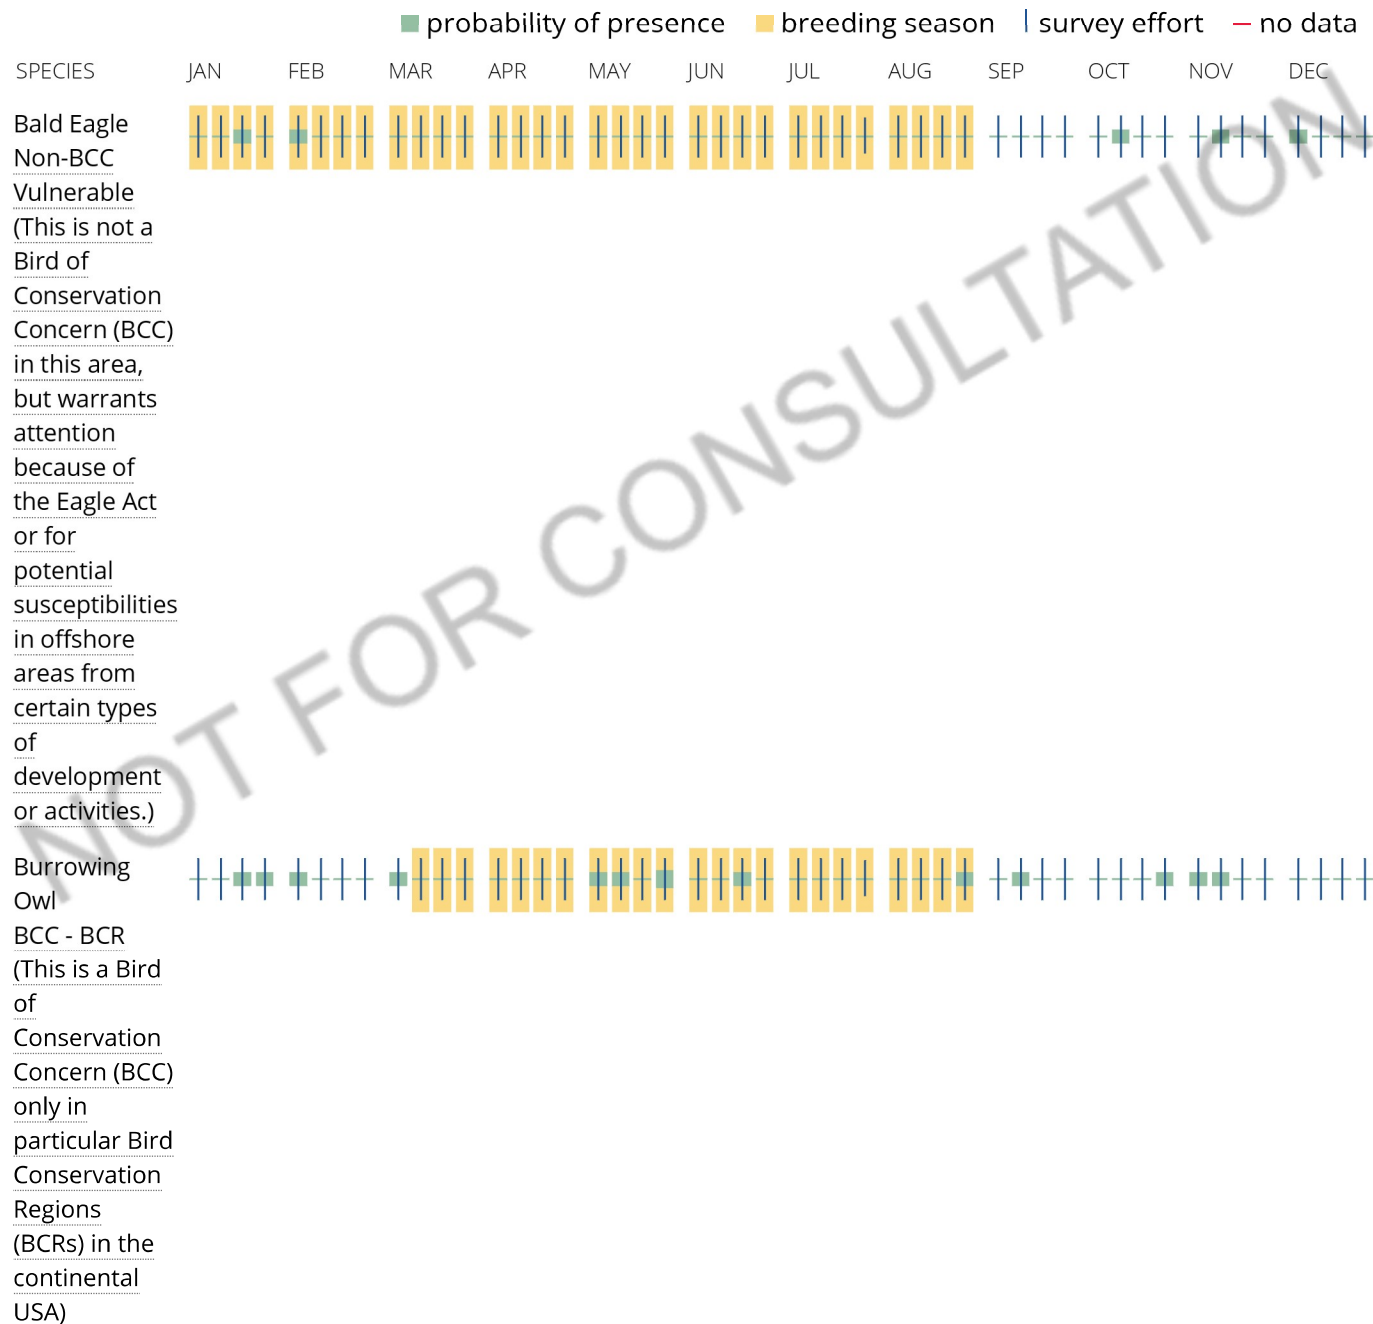 probability of presence breeding season survey effort no data
SPECIES JAN FEB MAR APR MAY JUN JUL AUG SEP OCT NOV DEC
Bald Eagle
Non-BCC
Vulnerable
(This is not a
Bird of
Conservation
Concern (BCC)
in this area,
but warrants
attention
because of
the Eagle Act
or for
potential
susceptibilities
in offshore
areas from
certain types
of
development
or activities.)
Burrowing
Owl
BCC - BCR
(This is a Bird
of
Conservation
Concern (BCC)
only in
particular Bird
Conservation
Regions
(BCRs) in the
continental
USA)
NOT FOR CONSULTATION